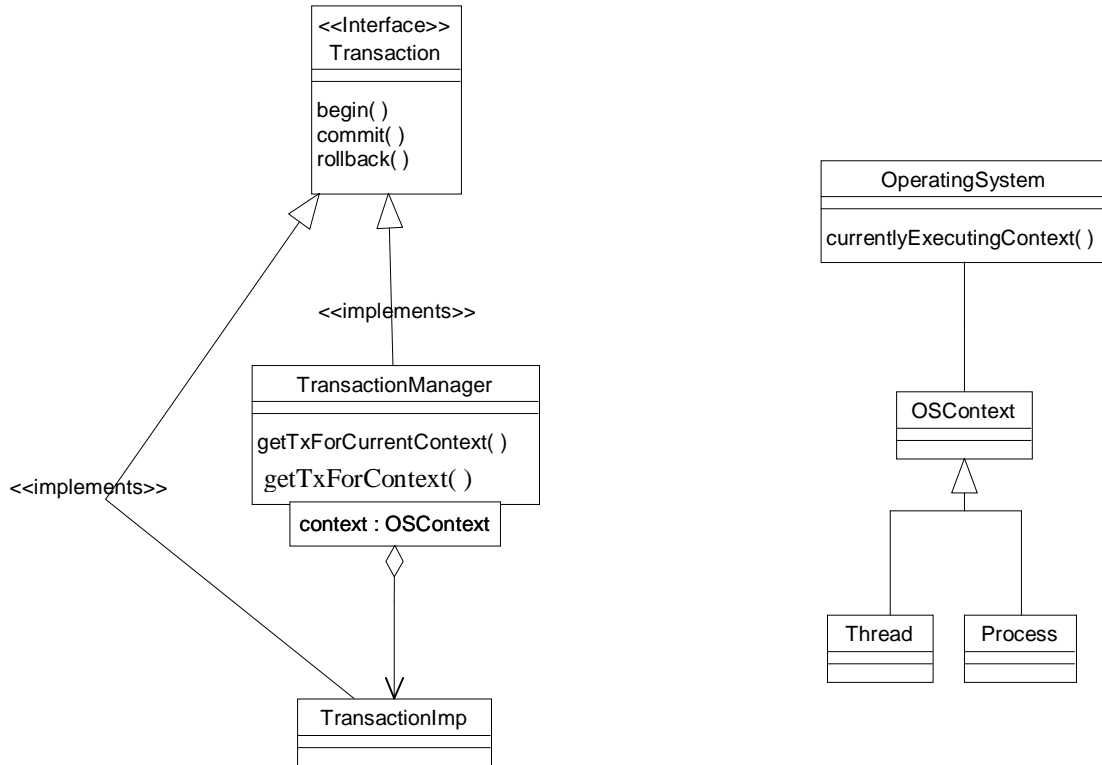 <<Interface>>
Transaction
begin( )
commit( )
rollback( )
OperatingSystem
currentlyExecutingContext( )
<<implements>>
TransactionManager
getTxForCurrentContext( )
getTxForContext( )
context : OSContext
OSContext
<<implements>>
Thread
Process
TransactionImp